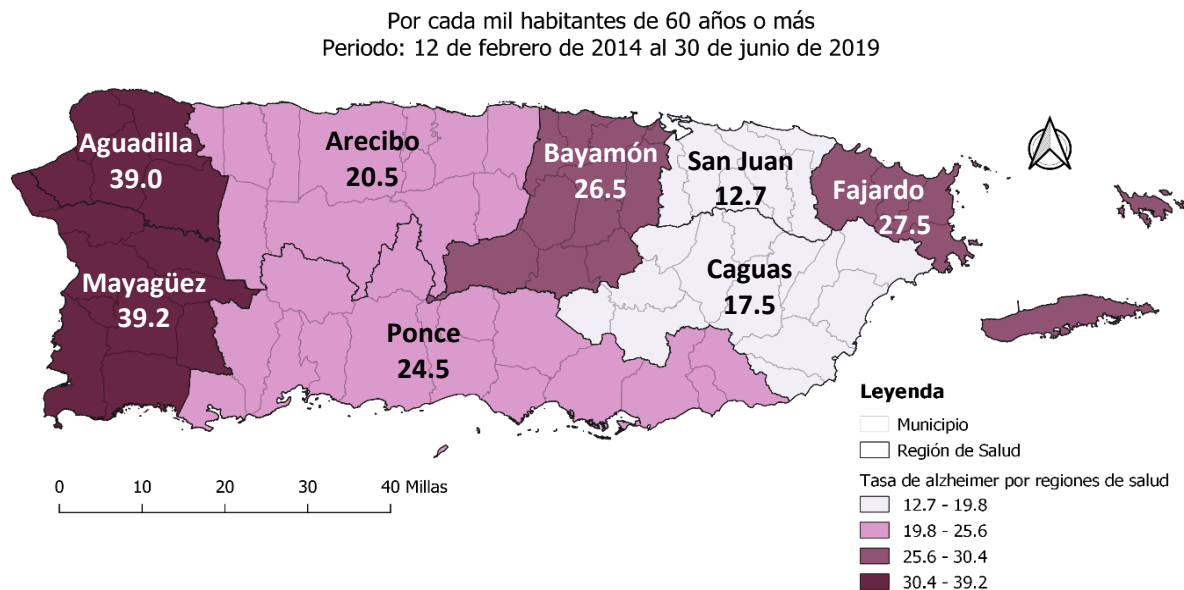 Por cada mil habitantes de 60 años o más
Periodo: 12 de febrero de 2014 al 30 de junio de 2019
Aguadilla
39.0
Arecibo
20.5
Bayamón
26.5
San Juan
12.7
Fajardo
27.5
Mayagüez
39.2
Caguas
17.5
Ponce
24.5
0 10 20 30 40 Millas
Leyenda
Municipio
Región de Salud
Tasa de alzheimer por regiones de salud
12.7 - 19.8
19.8 - 25.6
25.6 - 30.4
30.4 - 39.2